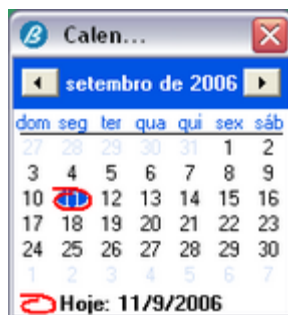 Calen...
setembro de 2006
dom seg ter qua qui sex sáb
27 28 29 30 31 1 2
3 4 5 6 7 8 9
10 11 12 13 14 15 16
17 18 19 20 21 22 23
24 25 26 27 28 29 30
1 2 3 4 5 6 7
Hoje: 11/9/2006